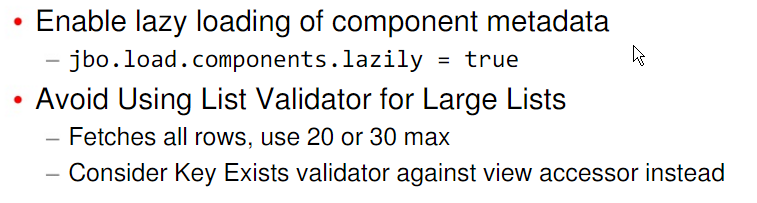 • Enable lazy loading of component metadata
– jbo.load.components.lazily = true
• Avoid Using List Validator for Large Lists
– Fetches all rows, use 20 or 30 max
– Consider Key Exists validator against view accessor instead